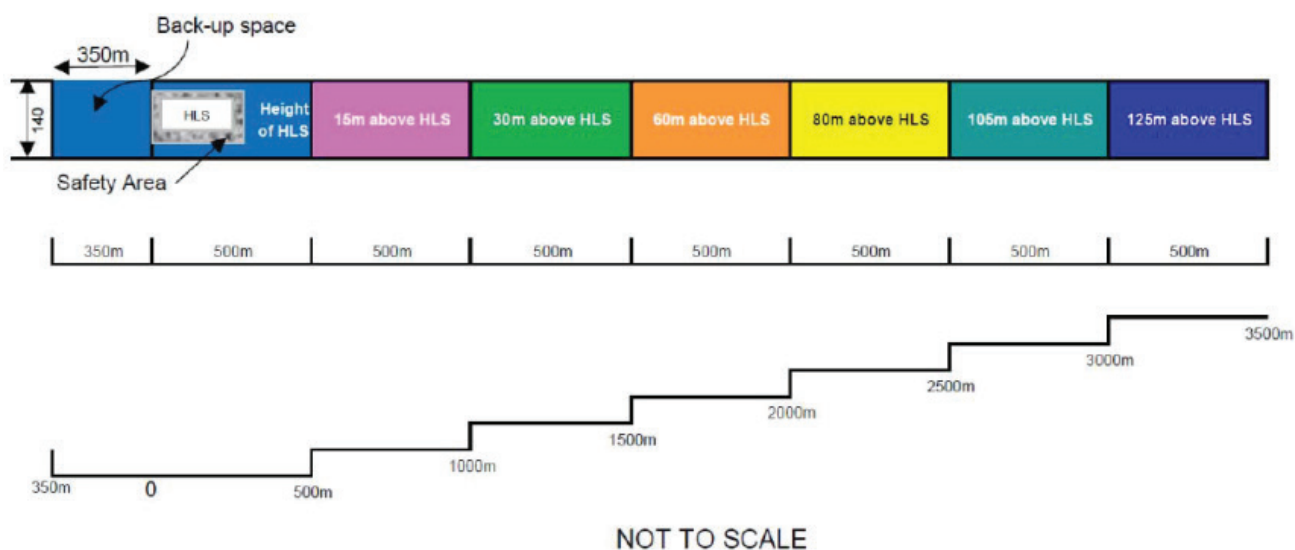 Back-up space
350m
140
HLS
Height
of HLS
15m above HLS
30m above HLS
60m above HLS
80m above HLS
105m above HLS
125m above HLS
Safety Area
350m
500m
500m
500m
500m
500m
500m
500m
3500m
3000m
2500m
2000m
1500m
1000m
350m
0
500m
NOT TO SCALE